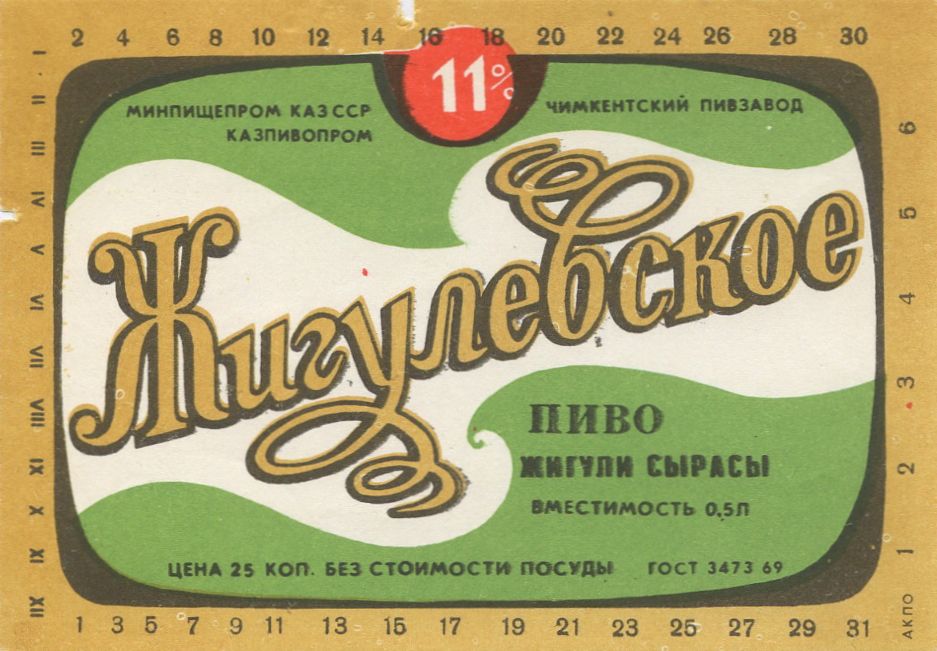 2 4 6 8 10 12 14 16 18 20 22 24 26 28 30
11%
МИНПИЩЕПРОМ КАЗ ССР
КАЗПИВОПРОМ
ЧИМКЕНТСКИЙ ПИВЗАВОД
Жигулевское
ПИВО
ЖИГУЛИ СЫРАСЫ
ВМЕСТИМОСТЬ 0,5Л
ЦЕНА 25 КОП. БЕЗ СТОИМОСТИ ПОСУДЫ ГОСТ 3473 69
I II III IV V VI VII VIII IX X XI XII
6 5 4 3 2 1
АКПО
1 3 5 7 9 11 13 15 17 19 21 23 25 27 29 31